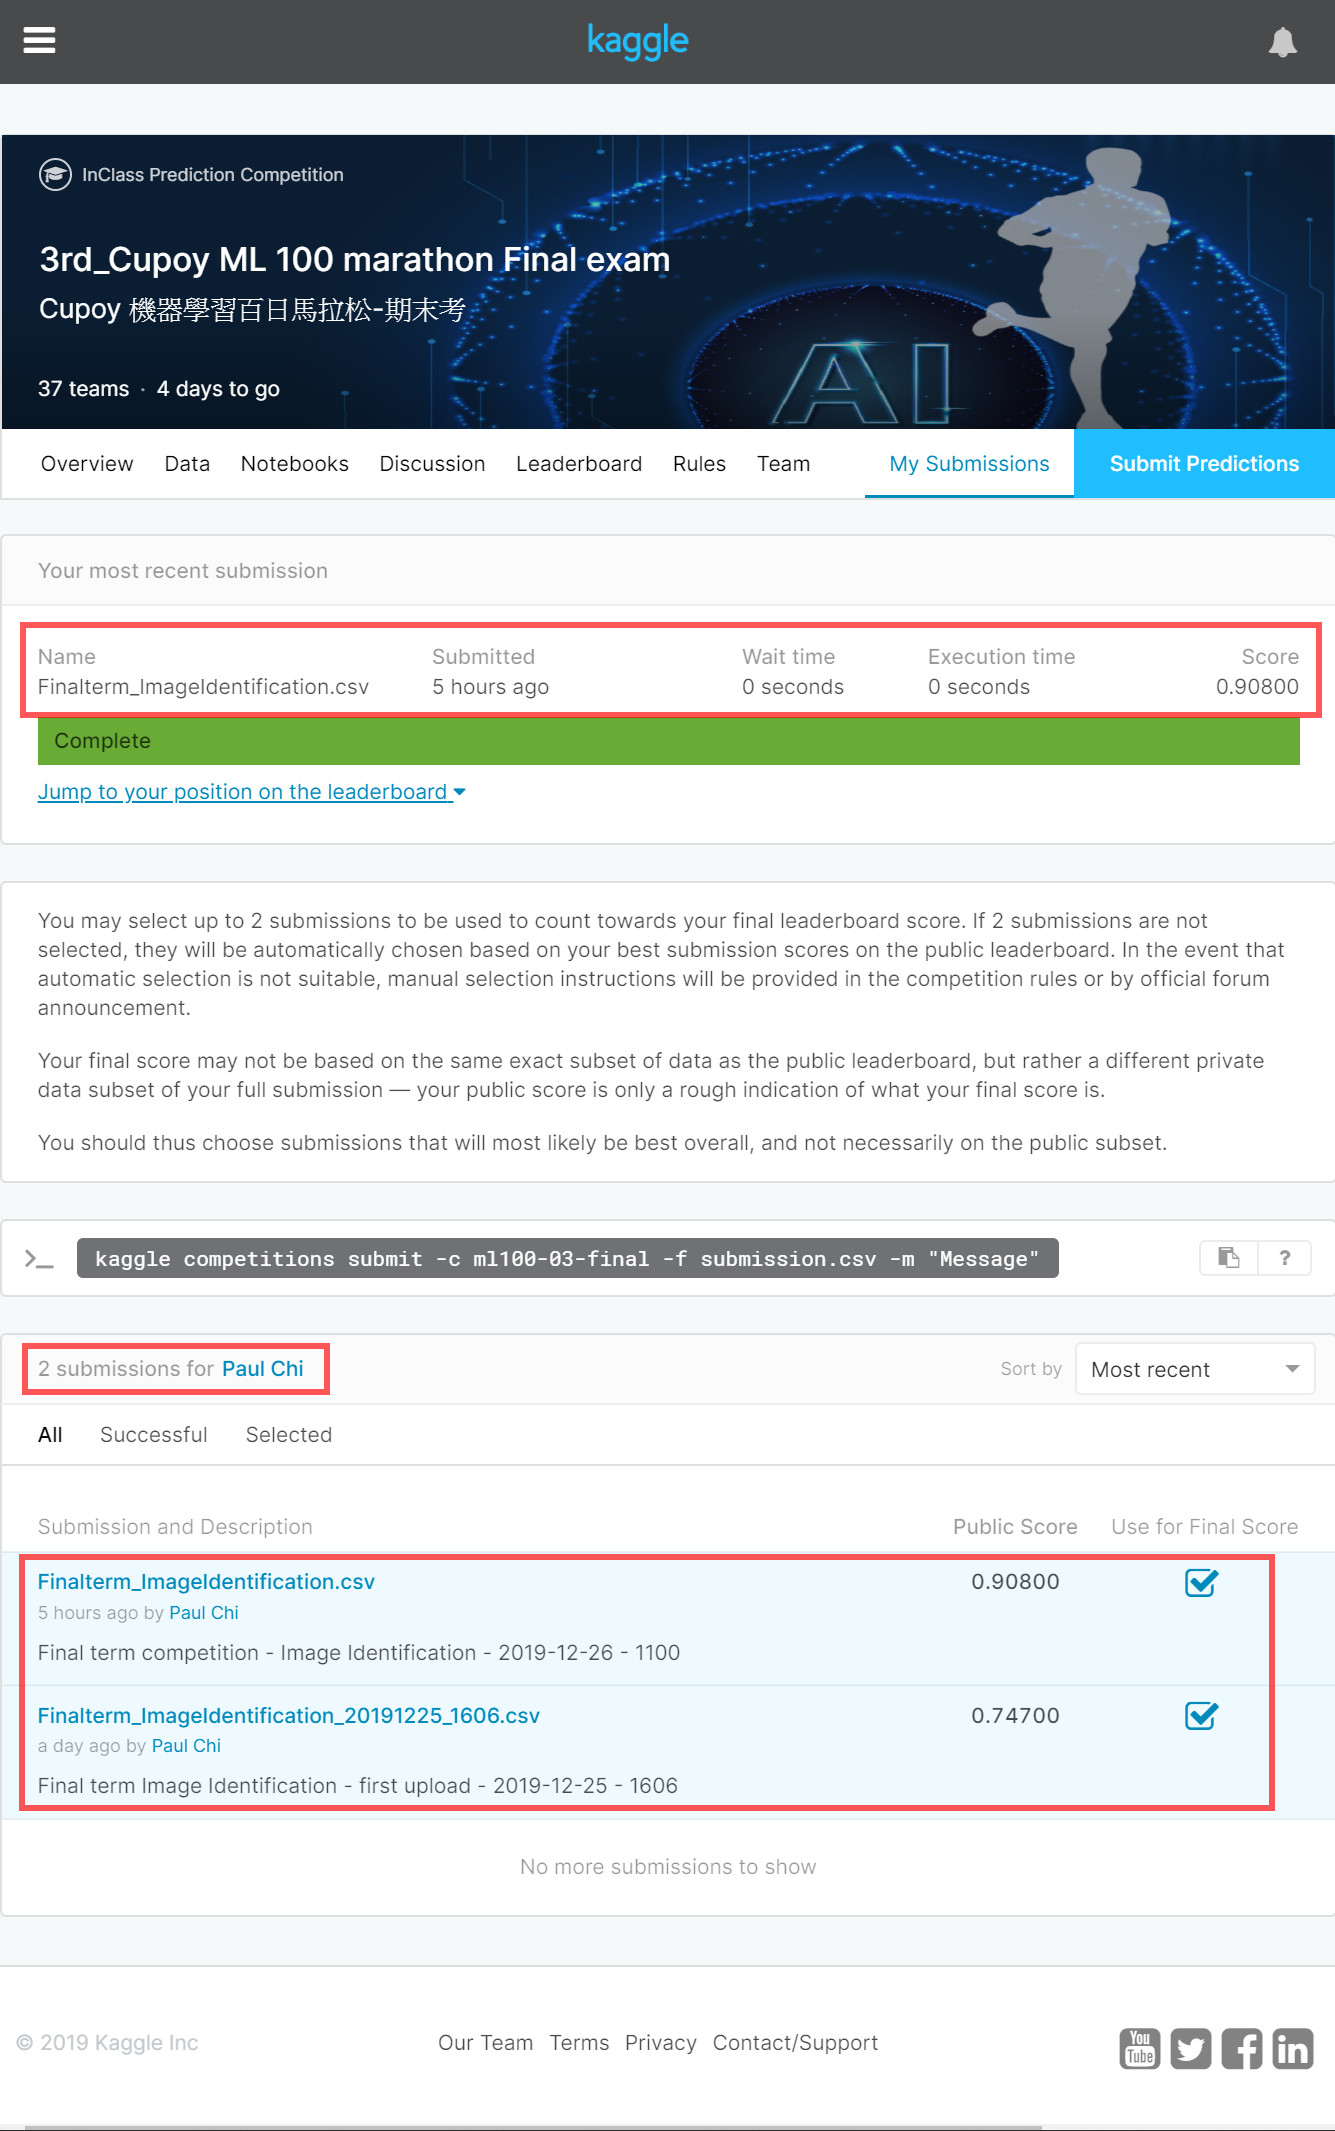 kaggle
InClass Prediction Competition
3rd_Cupoy ML 100 marathon Final exam
Cupoy 機器學習百日馬拉松-期末考
AI
37 teams · 4 days to go
Overview Data Notebooks Discussion Leaderboard Rules Team My Submissions Submit Predictions
Your most recent submission
Name Submitted Wait time Execution time Score
Finalterm_ImageIdentification.csv 5 hours ago 0 seconds 0 seconds 0.90800
Complete
Jump to your position on the leaderboard
You may select up to 2 submissions to be used to count towards your final leaderboard score. If 2 submissions are not
selected, they will be automatically chosen based on your best submission scores on the public leaderboard. In the event that
automatic selection is not suitable, manual selection instructions will be provided in the competition rules or by official forum
announcement.
Your final score may not be based on the same exact subset of data as the public leaderboard, but rather a different private
data subset of your full submission — your public score is only a rough indication of what your final score is.
You should thus choose submissions that will most likely be best overall, and not necessarily on the public subset.
>_ kaggle competitions submit -c ml100-03-final -f submission.csv -m "Message" ?
2 submissions for Paul Chi Sort by Most recent
All Successful Selected
Submission and Description Public Score Use for Final Score
Finalterm_ImageIdentification.csv 0.90800
5 hours ago by Paul Chi
Final term competition - Image Identification - 2019-12-26 - 1100
Finalterm_ImageIdentification_20191225_1606.csv 0.74700
a day ago by Paul Chi
Final term Image Identification - first upload - 2019-12-25 - 1606
No more submissions to show
© 2019 Kaggle Inc Our Team Terms Privacy Contact/Support You Tube f in